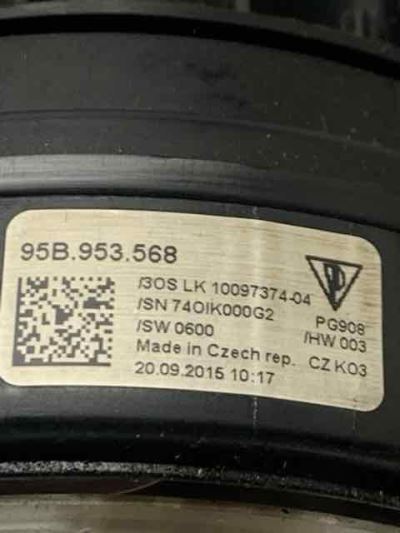 95B.953.568
/3OS LK 10097374-04
/SN 74OIK000G2
PG908
/SW 0600
/HW 003
Made in Czech rep. CZ K03
20.09.2015 10:17